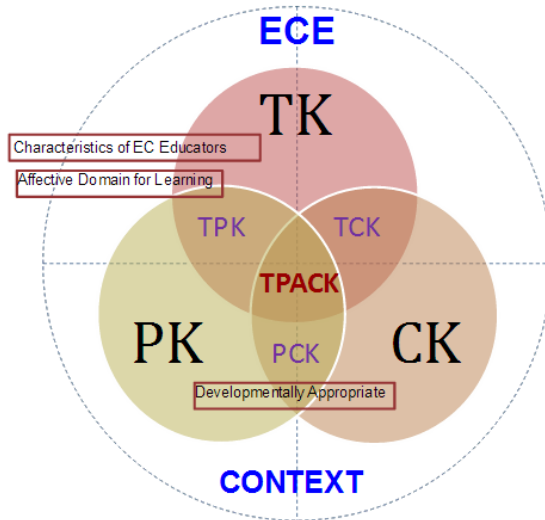 ECE
TK
Characteristics of EC Educators
Affective Domain for Learning
TPK
TCK
TPACK
PK
PCK
CK
Developmentally Appropriate
CONTEXT